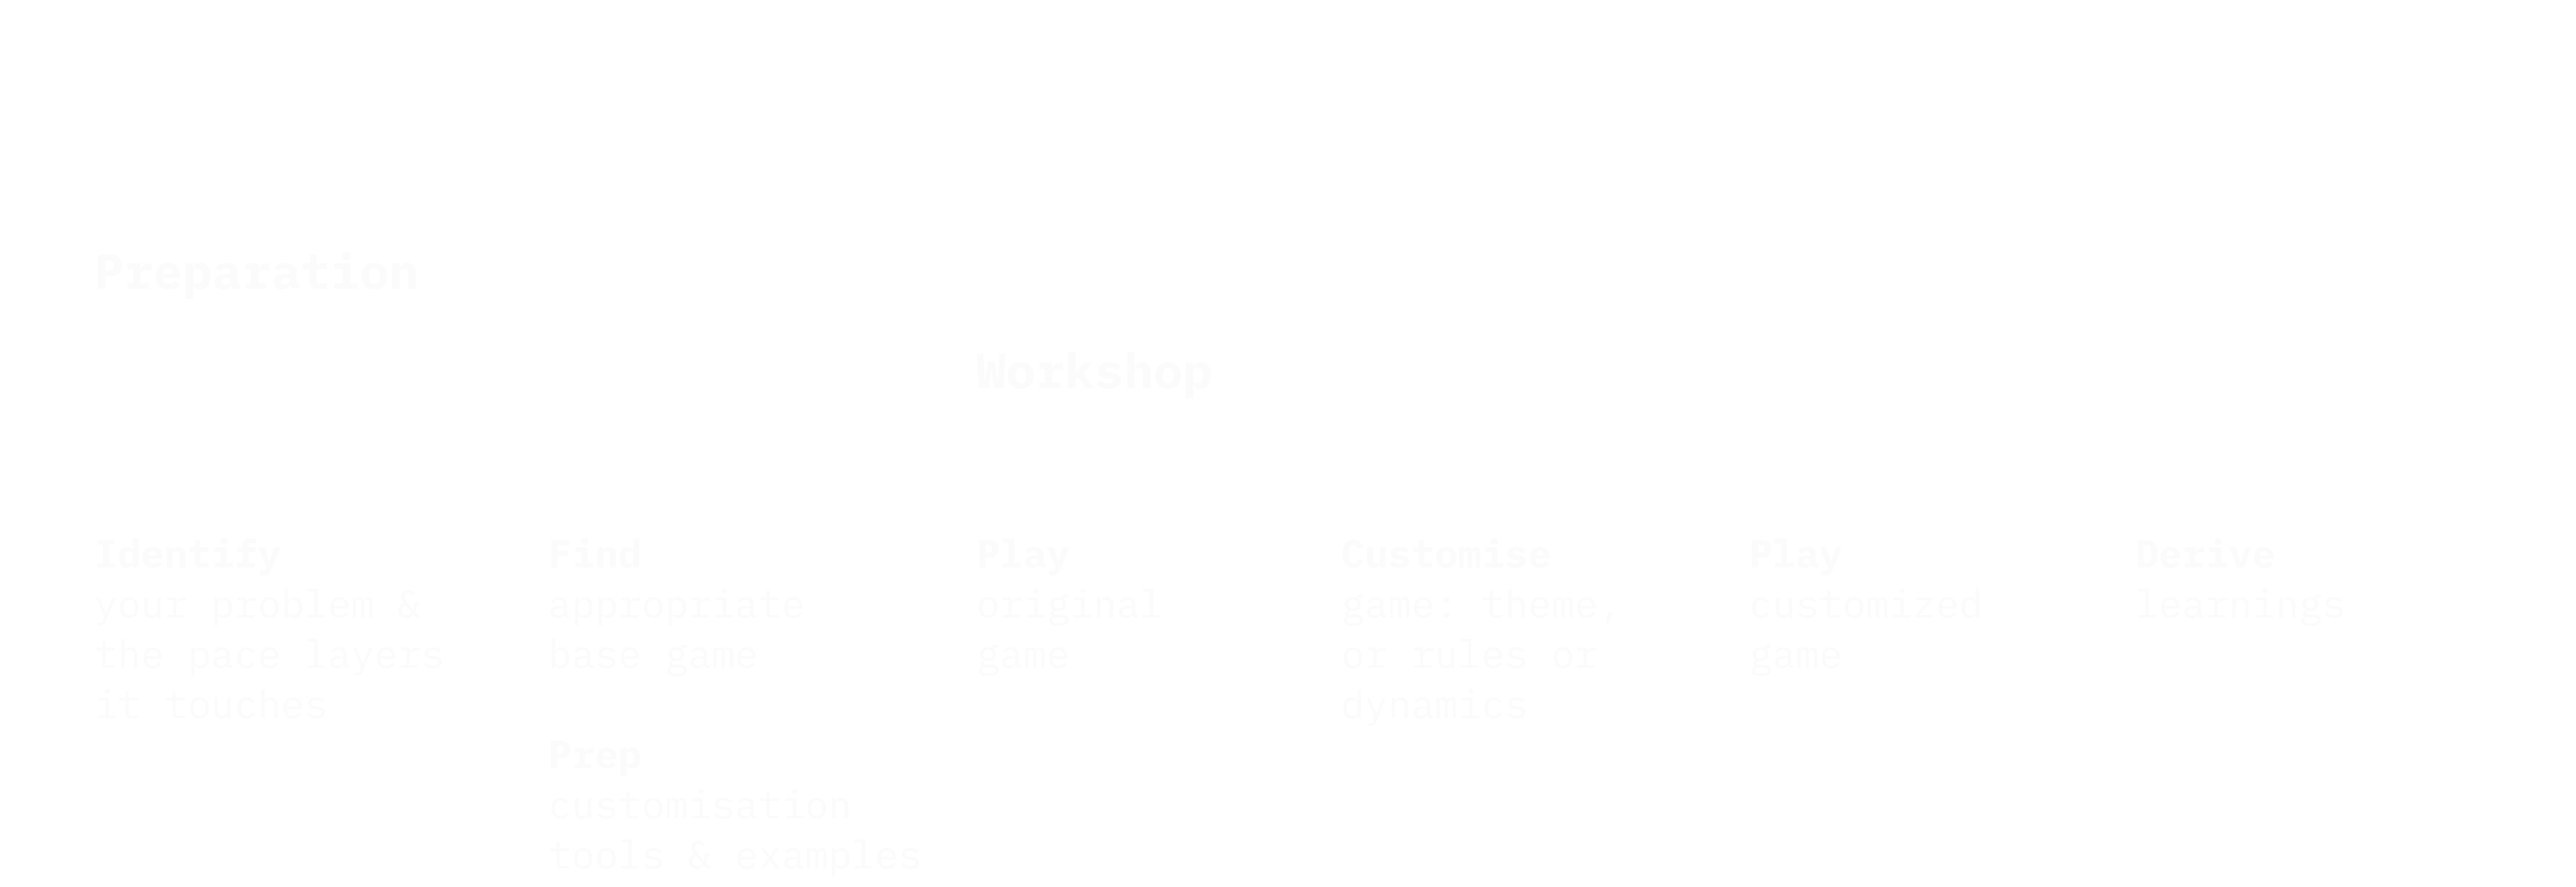 Preparation
Workshop
Identify
your problem &
the pace layers
it touches
Find
appropriate
base game
Prep
customisation
tools & examples
Play
original
game
Customise
game: theme,
or rules or
dynamics
Play
customized
game
Derive
learnings